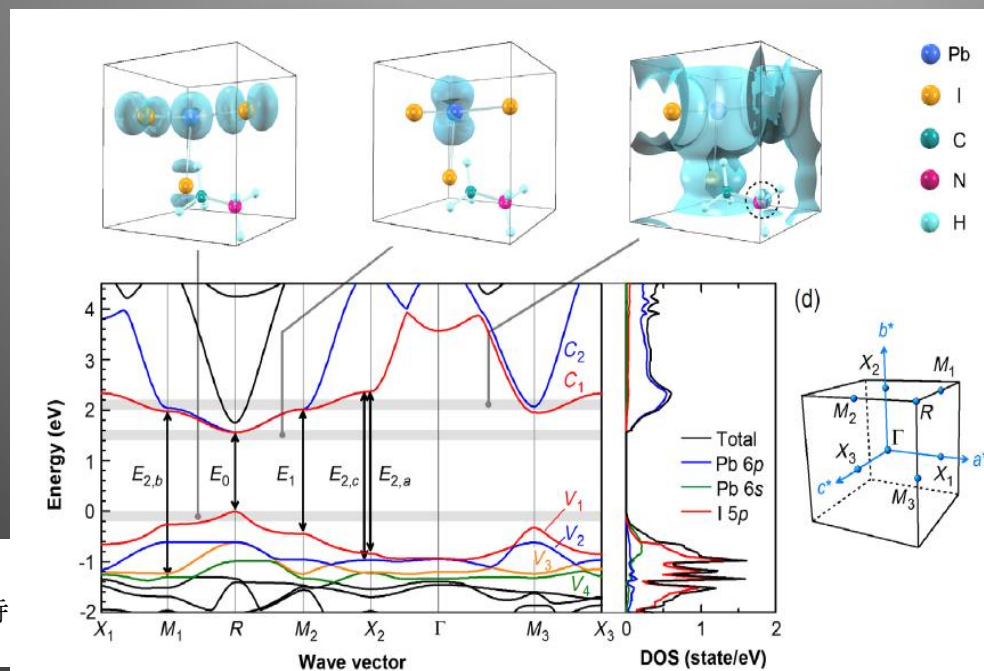 Pb
I
C
N
H
(d)
Energy (eV)
4
3
2
1
0
-1
-2
C₂
C₁
E₂,b
E₀
E₁
E₂,c
E₂,a
V₁
V₂
V₃
V₄
X₁
M₁
R
M₂
X₂
Γ
M₃
X₃
Wave vector
Total
Pb 6p
Pb 6s
I 5p
0
1
2
DOS (state/eV)
b*
X₂
M₁
M₂
R
Γ
X₃
X₁
a*
c*
M₃